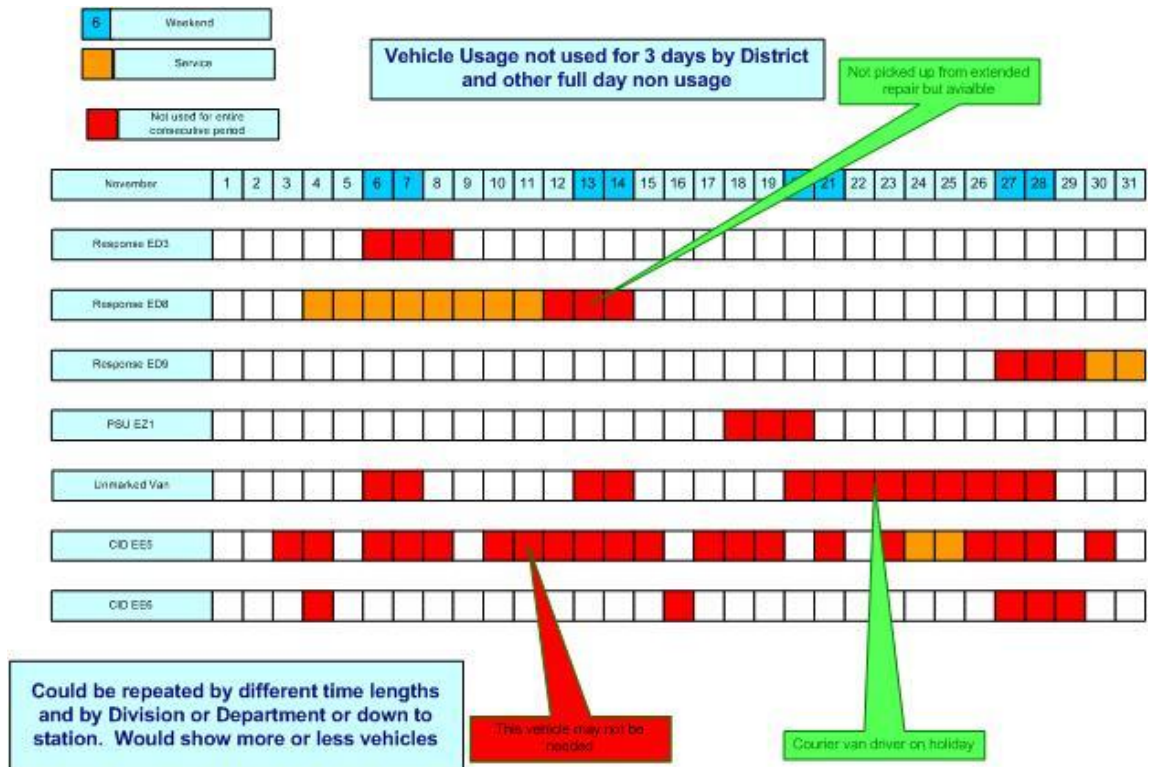 6 Weekend
Service
Not used for entire
consecutive period
Vehicle Usage not used for 3 days by District
and other full day non usage
Not picked up from extended
repair but avialble
November 1 2 3 4 5 6 7 8 9 10 11 12 13 14 15 16 17 18 19 21 22 23 24 25 26 27 28 29 30 31
Response ED3
Response ED8
Response ED9
PSU EZ1
Unmarked Van
CID EE5
CID EE6
Could be repeated by different time lengths
and by Division or Department or down to
station. Would show more or less vehicles
This vehicle may not be
needed
Courier van driver on holiday